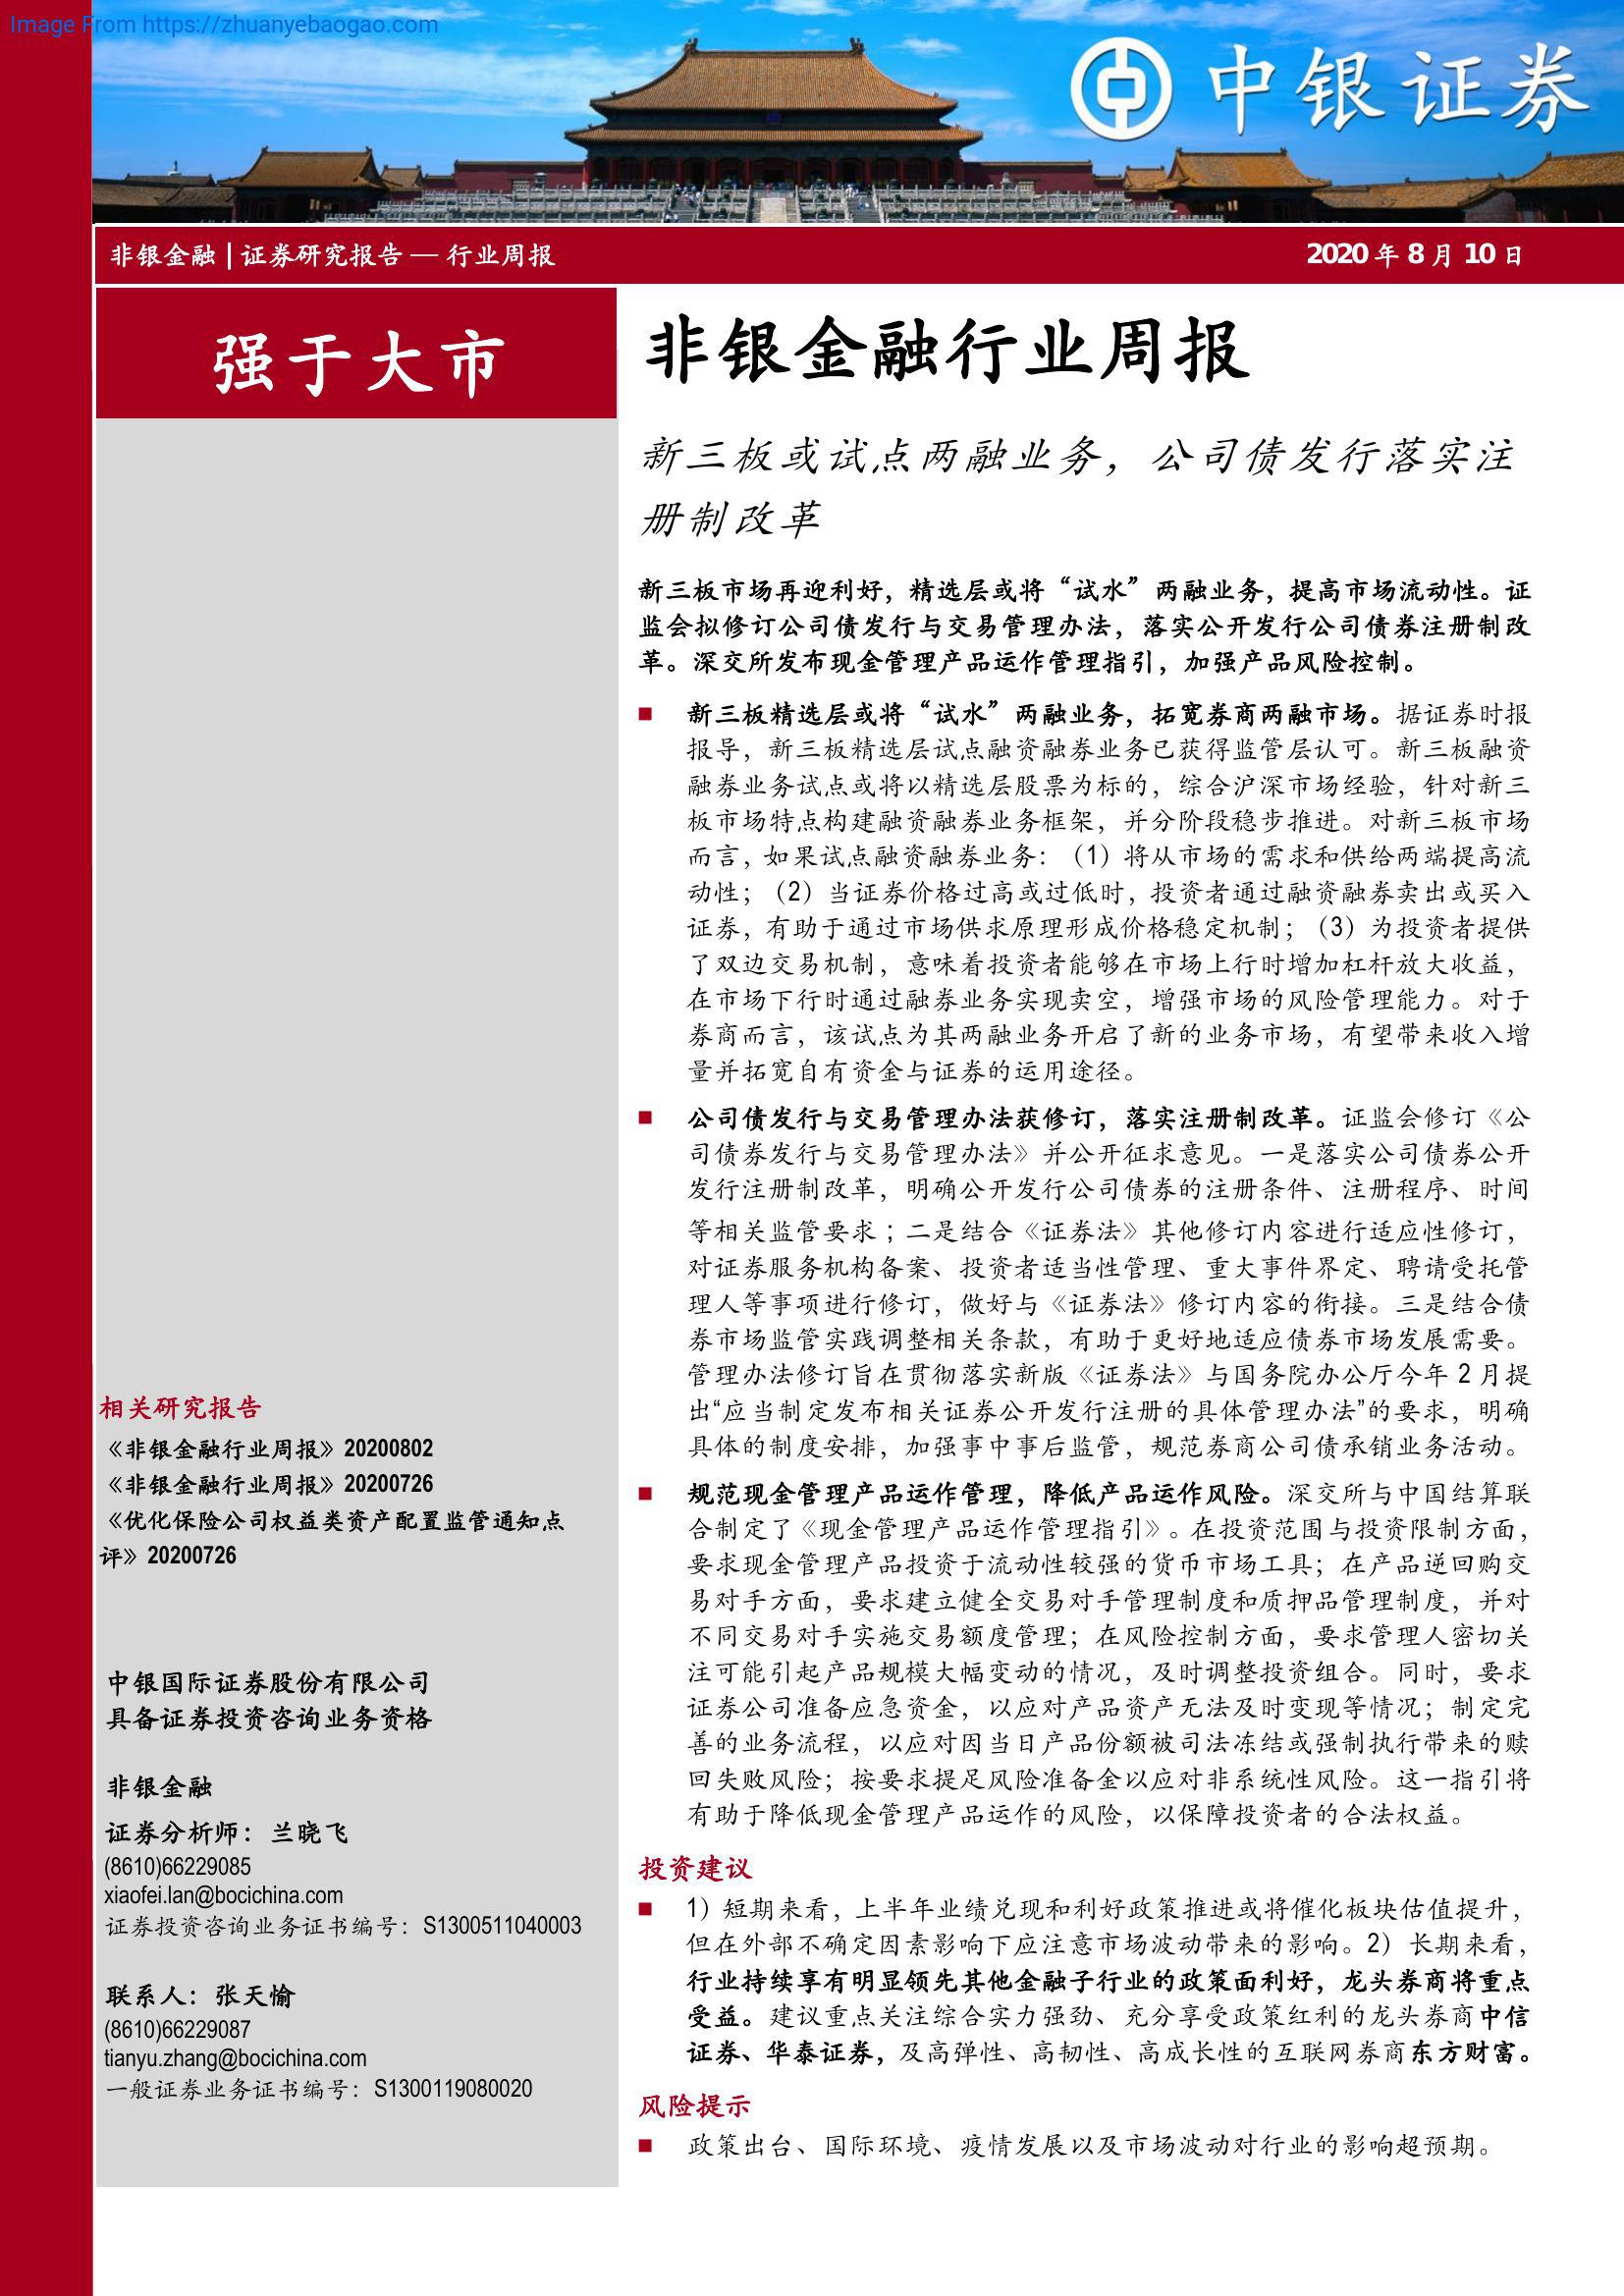 Image From https://zhuanyebaogao.com
中银证券
非银金融 | 证券研究报告 — 行业周报
2020 年 8 月 10 日
强于大市
非银金融行业周报
新三板或试点两融业务，公司债发行落实注
册制改革
新三板市场再迎利好，精选层或将“试水”两融业务，提高市场流动性。证
监会拟修订公司债发行与交易管理办法，落实公开发行公司债券注册制改
革。深交所发布现金管理产品运作管理指引，加强产品风险控制。
■ 新三板精选层或将“试水”两融业务，拓宽券商两融市场。据证券时报
报导，新三板精选层试点融资融券业务已获得监管层认可。新三板融资
融券业务试点或将以精选层股票为标的，综合沪深市场经验，针对新三
板市场特点构建融资融券业务框架，并分阶段稳步推进。对新三板市场
而言，如果试点融资融券业务：（1）将从市场的需求和供给两端提高流
动性；（2）当证券价格过高或过低时，投资者通过融资融券卖出或买入
证券，有助于通过市场供求原理形成价格稳定机制；（3）为投资者提供
了双边交易机制，意味着投资者能够在市场上行时增加杠杆放大收益，
在市场下行时通过融券业务实现卖空，增强市场的风险管理能力。对于
券商而言，该试点为其两融业务开启了新的业务市场，有望带来收入增
量并拓宽自有资金与证券的运用途径。
■ 公司债发行与交易管理办法获修订，落实注册制改革。证监会修订《公
司债券发行与交易管理办法》并公开征求意见。一是落实公司债券公开
发行注册制改革，明确公开发行公司债券的注册条件、注册程序、时间
等相关监管要求；二是结合《证券法》其他修订内容进行适应性修订，
对证券服务机构备案、投资者适当性管理、重大事件界定、聘请受托管
理人等事项进行修订，做好与《证券法》修订内容的衔接。三是结合债
券市场监管实践调整相关条款，有助于更好地适应债券市场发展需要。
管理办法修订旨在贯彻落实新版《证券法》与国务院办公厅今年 2 月提
出“应当制定发布相关证券公开发行注册的具体管理办法”的要求，明确
具体的制度安排，加强事中事后监管，规范券商公司债承销业务活动。
■ 规范现金管理产品运作管理，降低产品运作风险。深交所与中国结算联
合制定了《现金管理产品运作管理指引》。在投资范围与投资限制方面，
要求现金管理产品投资于流动性较强的货币市场工具；在产品逆回购交
易对手方面，要求建立健全交易对手管理制度和质押品管理制度，并对
不同交易对手实施交易额度管理；在风险控制方面，要求管理人密切关
注可能引起产品规模大幅变动的情况，及时调整投资组合。同时，要求
证券公司准备应急资金，以应对产品资产无法及时变现等情况；制定完
善的业务流程，以应对因当日产品份额被司法冻结或强制执行带来的赎
回失败风险；按要求提足风险准备金以应对非系统性风险。这一指引将
有助于降低现金管理产品运作的风险，以保障投资者的合法权益。
投资建议
■ 1）短期来看，上半年业绩兑现和利好政策推进或将催化板块估值提升，
但在外部不确定因素影响下应注意市场波动带来的影响。2）长期来看，
行业持续享有明显领先其他金融子行业的政策面利好，龙头券商将重点
受益。建议重点关注综合实力强劲、充分享受政策红利的龙头券商中信
证券、华泰证券，及高弹性、高韧性、高成长性的互联网券商东方财富。
风险提示
■ 政策出台、国际环境、疫情发展以及市场波动对行业的影响超预期。
相关研究报告
《非银金融行业周报》20200802
《非银金融行业周报》20200726
《优化保险公司权益类资产配置监管通知点
评》20200726
中银国际证券股份有限公司
具备证券投资咨询业务资格
非银金融
证券分析师：兰晓飞
(8610)66229085
xiaofei.lan@bocichina.com
证券投资咨询业务证书编号：S1300511040003
联系人：张天愉
(8610)66229087
tianyu.zhang@bocichina.com
一般证券业务证书编号：S1300119080020